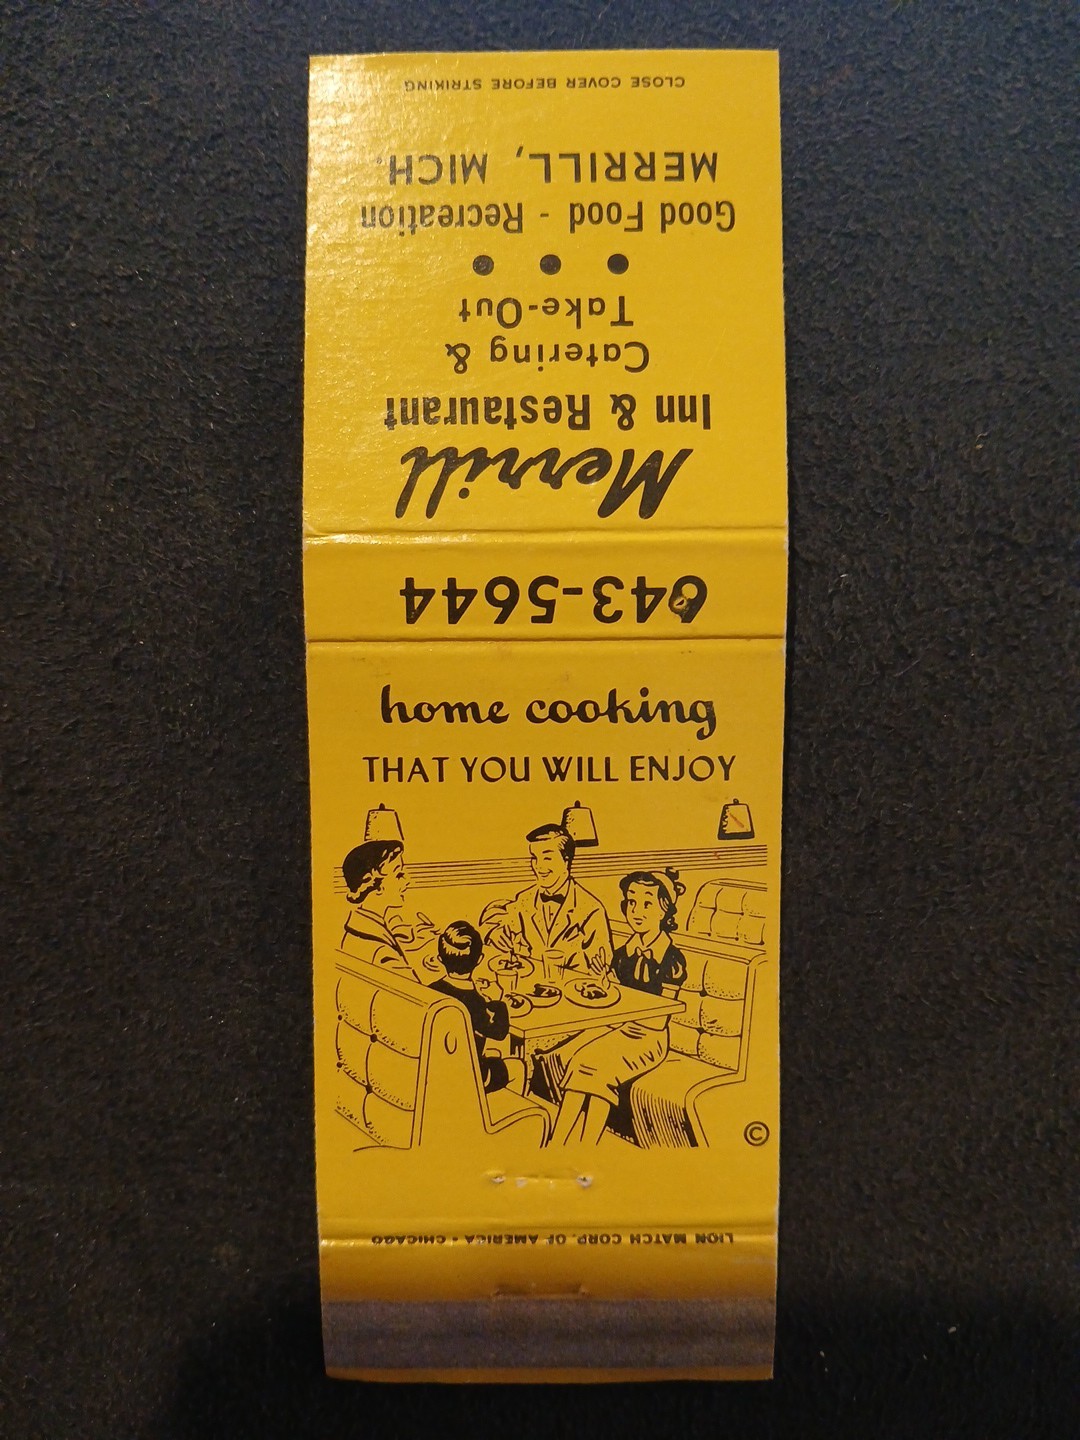 CLOSE COVER BEFORE STRIKING
MERRILL, MICH.
Good Food - Recreation
Take-Out
Catering &
Inn & Restaurant
Merrill
643-5644
home cooking
THAT YOU WILL ENJOY
©
LION MATCH CORP. OF AMERICA • CHICAGO